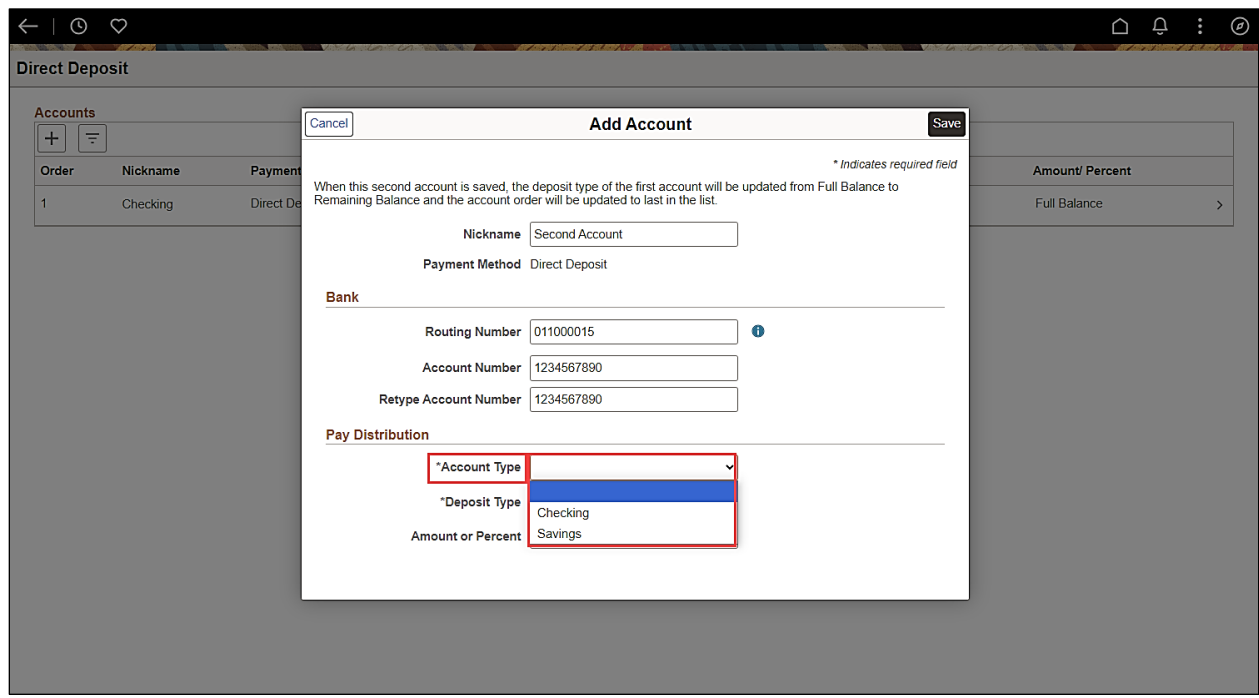 Direct Deposit
Accounts
Order Nickname Payment Amount/ Percent
1 Checking Direct De Full Balance
Cancel Add Account Save
* Indicates required field
When this second account is saved, the deposit type of the first account will be updated from Full Balance to
Remaining Balance and the account order will be updated to last in the list.
Nickname Second Account
Payment Method Direct Deposit
Bank
Routing Number 011000015
Account Number 1234567890
Retype Account Number 1234567890
Pay Distribution
*Account Type
*Deposit Type
Checking
Savings
Amount or Percent